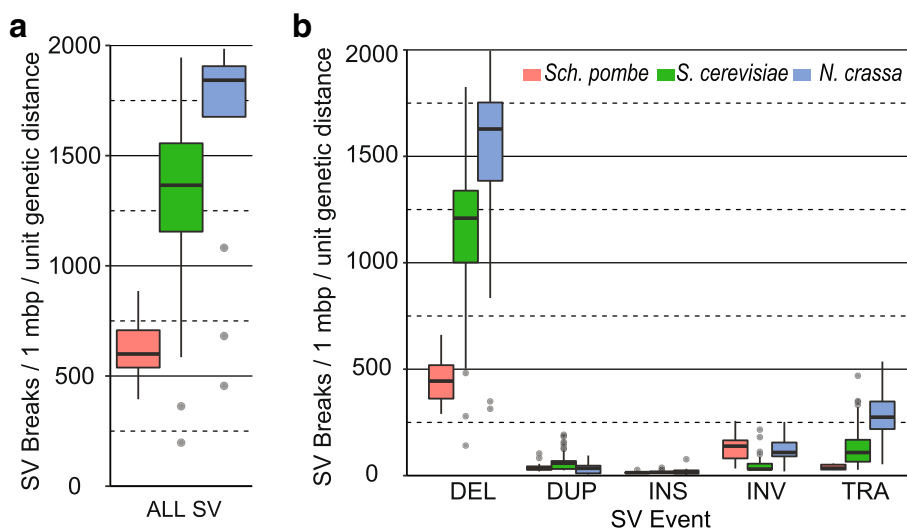 a
SV Breaks / 1 mbp / unit genetic distance
2000
1500
1000
500
0
ALL SV
b
SV Breaks / 1 mbp / unit genetic distance
2000
1500
1000
500
0
Sch. pombe S. cerevisiae N. crassa
DEL DUP INS INV TRA
SV Event